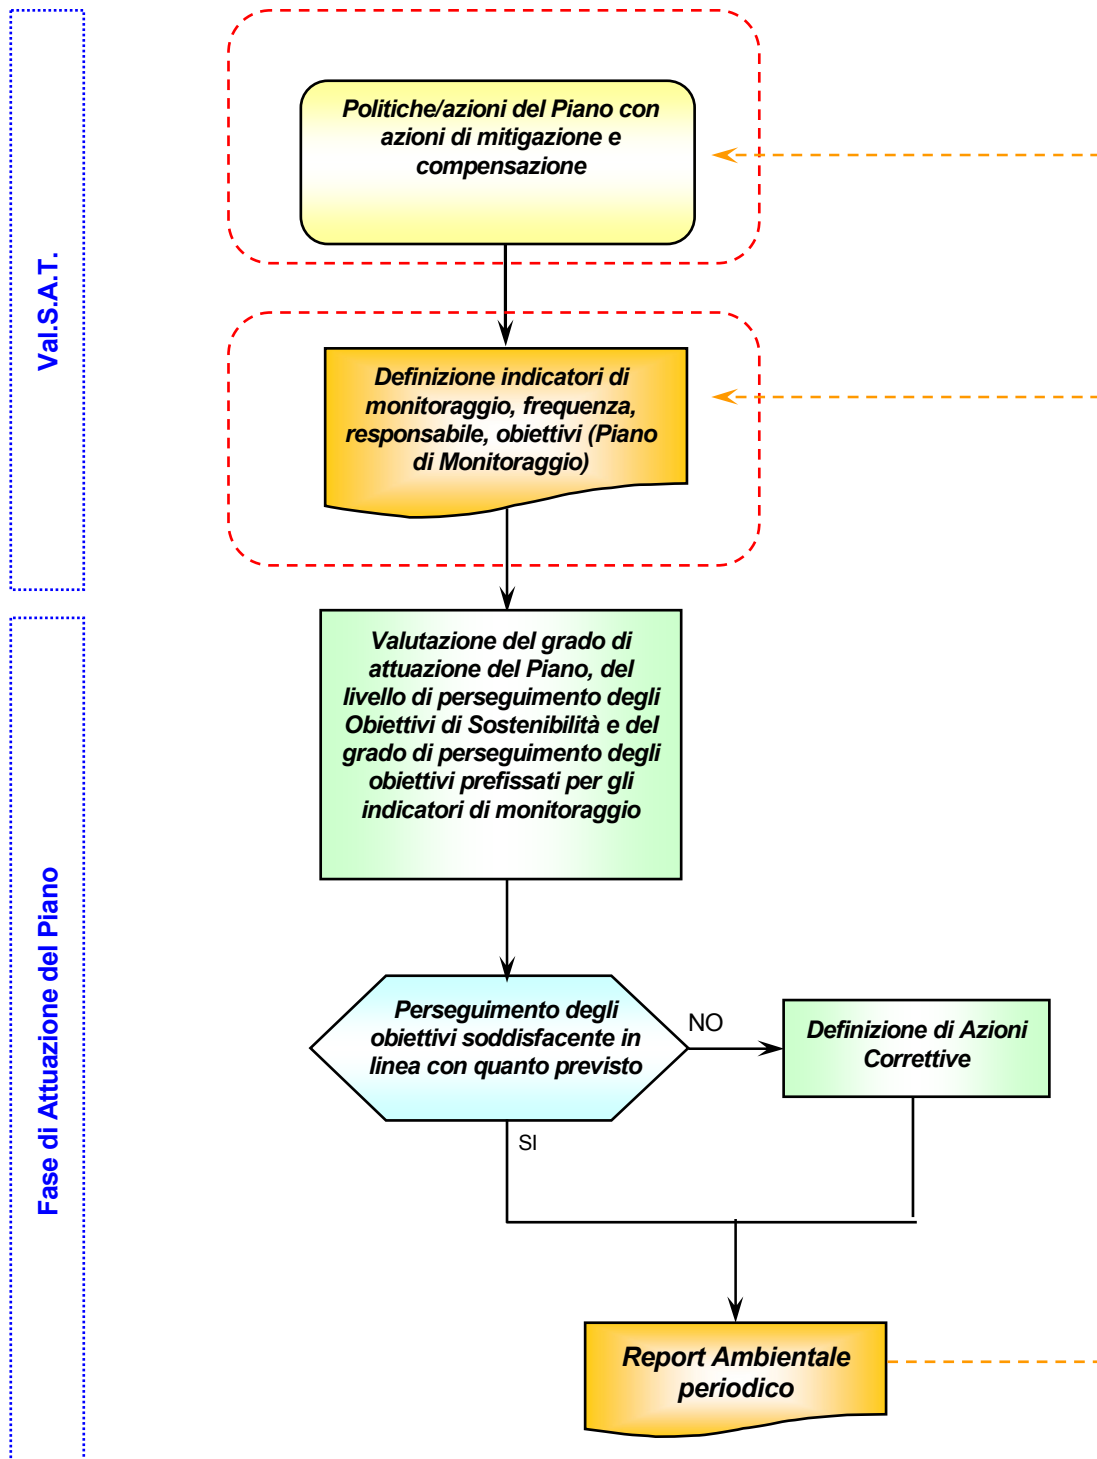 Val.S.A.T.
Politiche/azioni del Piano con
azioni di mitigazione e
compensazione
Definizione indicatori di
monitoraggio, frequenza,
responsabile, obiettivi (Piano
di Monitoraggio)
Fase di Attuazione del Piano
Valutazione del grado di
attuazione del Piano, del
livello di perseguimento degli
Obiettivi di Sostenibilità e del
grado di perseguimento degli
obiettivi prefissati per gli
indicatori di monitoraggio
Perseguimento degli
obiettivi soddisfacente in
linea con quanto previsto
NO
Definizione di Azioni
Correttive
SI
Report Ambientale
periodico